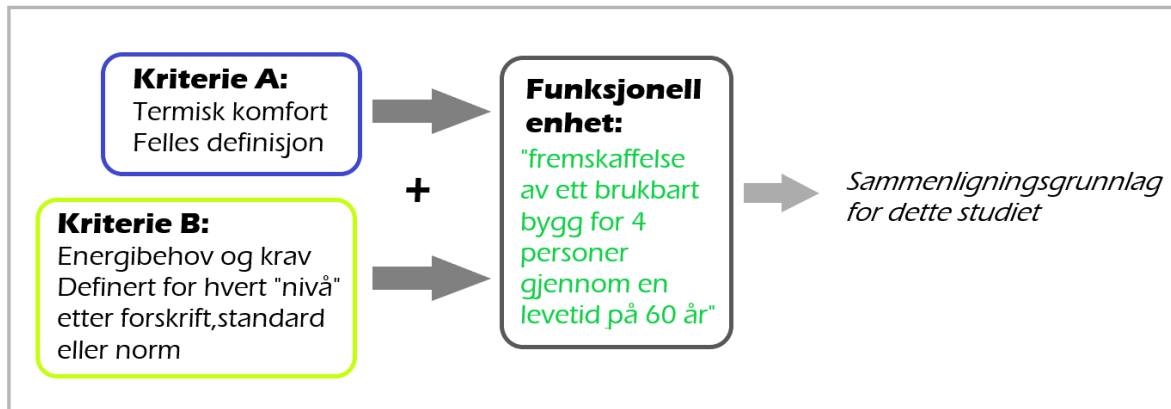 Kriterie A:
Termisk komfort
Felles definisjon
+
Kriterie B:
Energibehov og krav
Definert for hvert "nivå"
etter forskrift,standard
eller norm
Funksjonell
enhet:
"fremskaffelse
av ett brukbart
bygg for 4
personer
gjennom en
levetid på 60 år"
Sammenligningsgrunnlag
for dette studiet